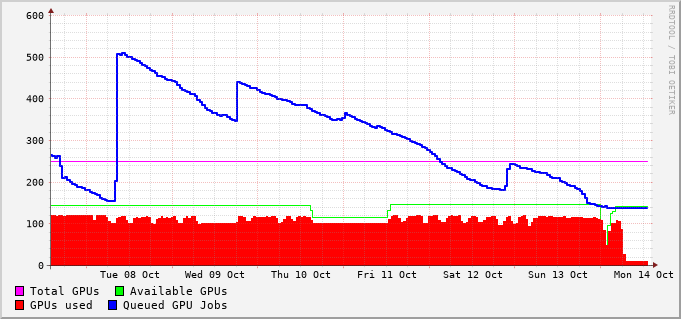 600
500
400
300
200
100
0
Tue 08 Oct Wed 09 Oct Thu 10 Oct Fri 11 Oct Sat 12 Oct Sun 13 Oct Mon 14 Oct
Total GPUs Available GPUs
GPUs used Queued GPU Jobs
RRDTOOL / TOBI OETIKER